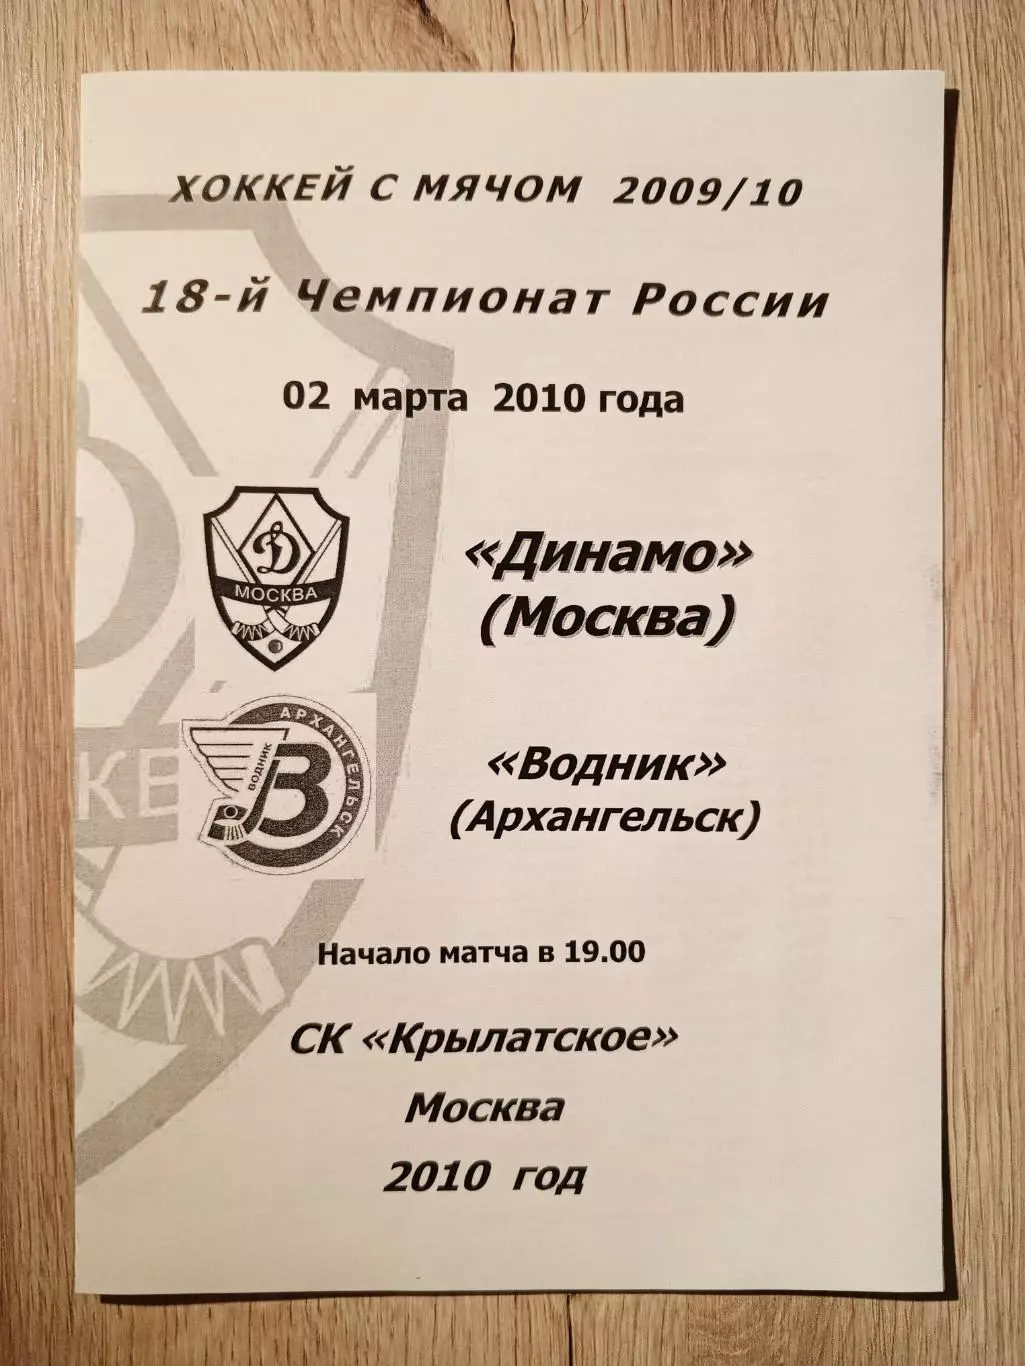 ХОККЕЙ С МЯЧОМ 2009/10
18-й Чемпионат России
02 марта 2010 года
Д
МОСКВА
«Динамо»
(Москва)
АРХАНГЕЛЬСК
ВОДНИК
В
«Водник»
(Архангельск)
КЕ
Начало матча в 19.00
СК «Крылатское»
Москва
2010 год